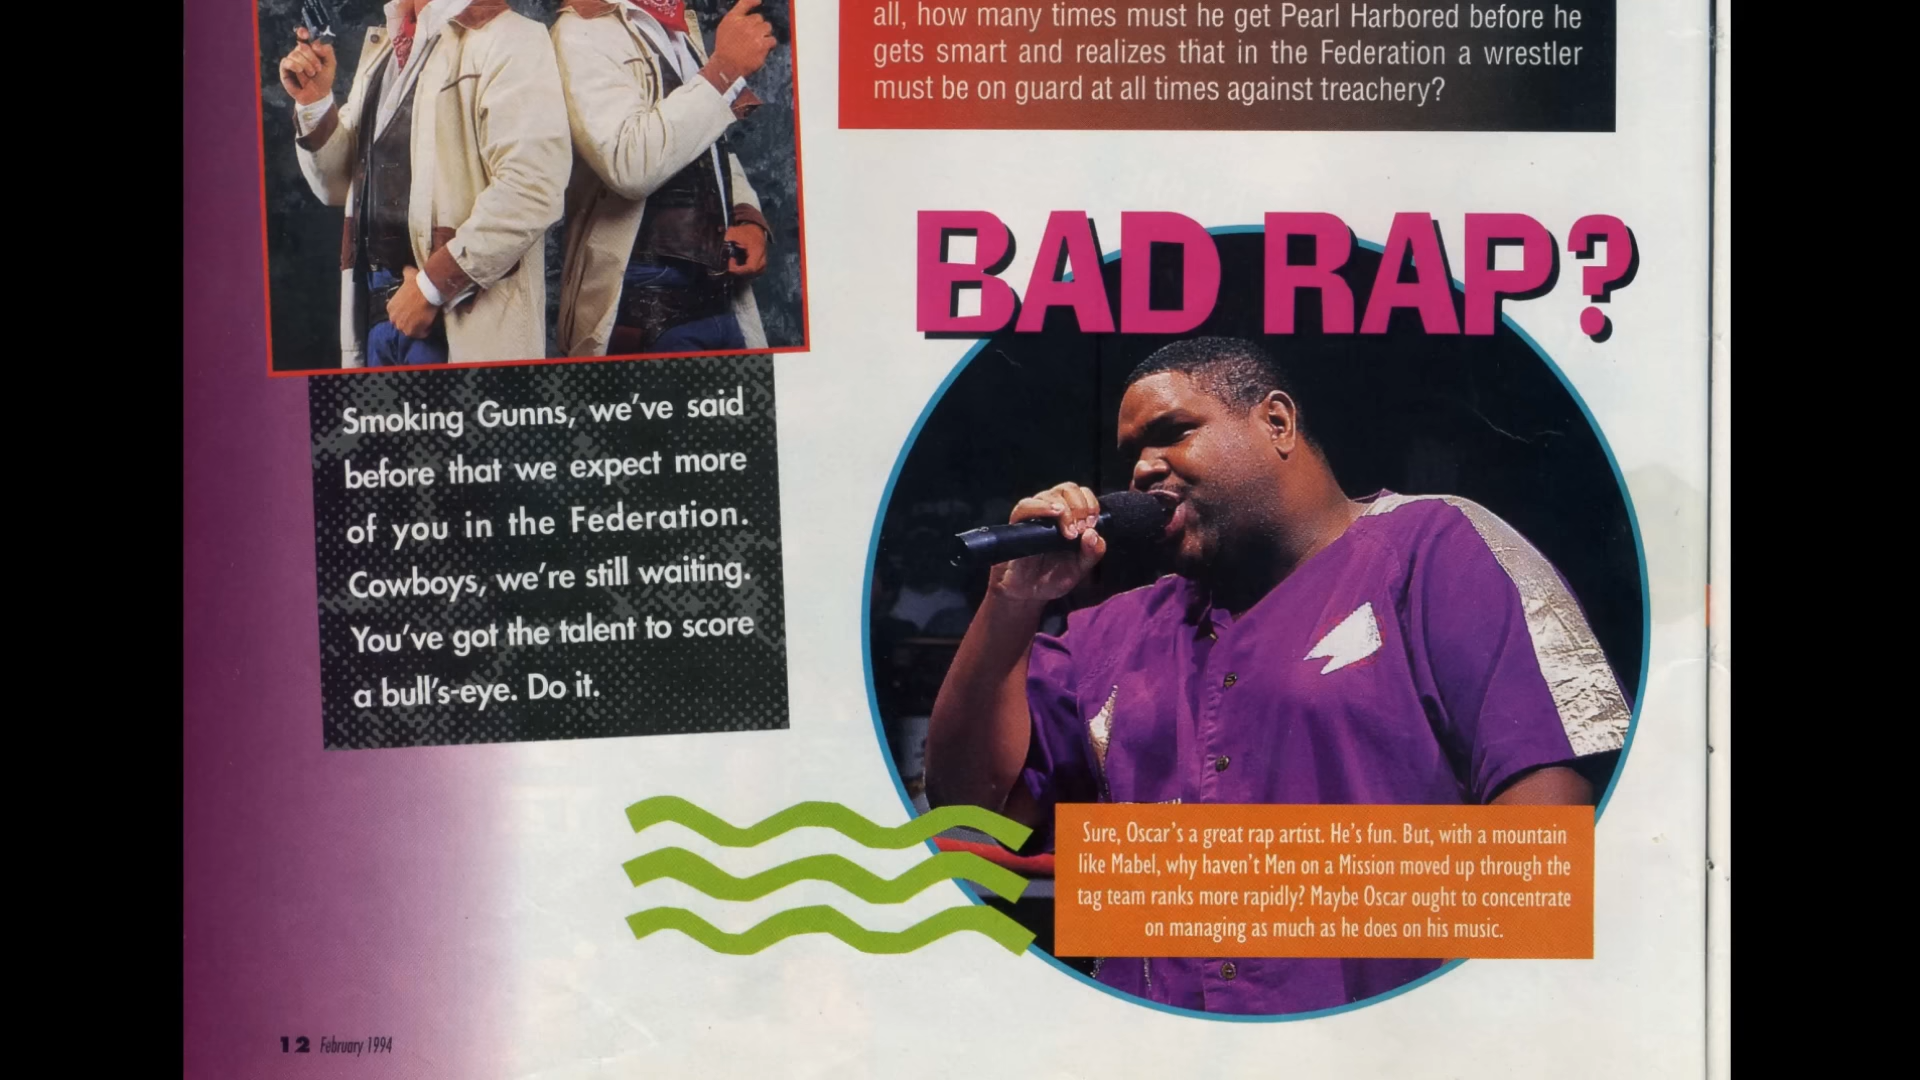 all, how many times must he get Pearl Harbored before he
gets smart and realizes that in the Federation a wrestler
must be on guard at all times against treachery?
BAD RAP?
Smoking Gunns, we've said
before that we expect more
of you in the Federation.
Cowboys, we're still waiting.
You've got the talent to score
a bull's-eye. Do it.
Sure, Oscar's a great rap artist. He's fun. But, with a mountain
like Mabel, why haven't Men on a Mission moved up through the
tag team ranks more rapidly? Maybe Oscar ought to concentrate
on managing as much as he does on his music.
12 February 1994